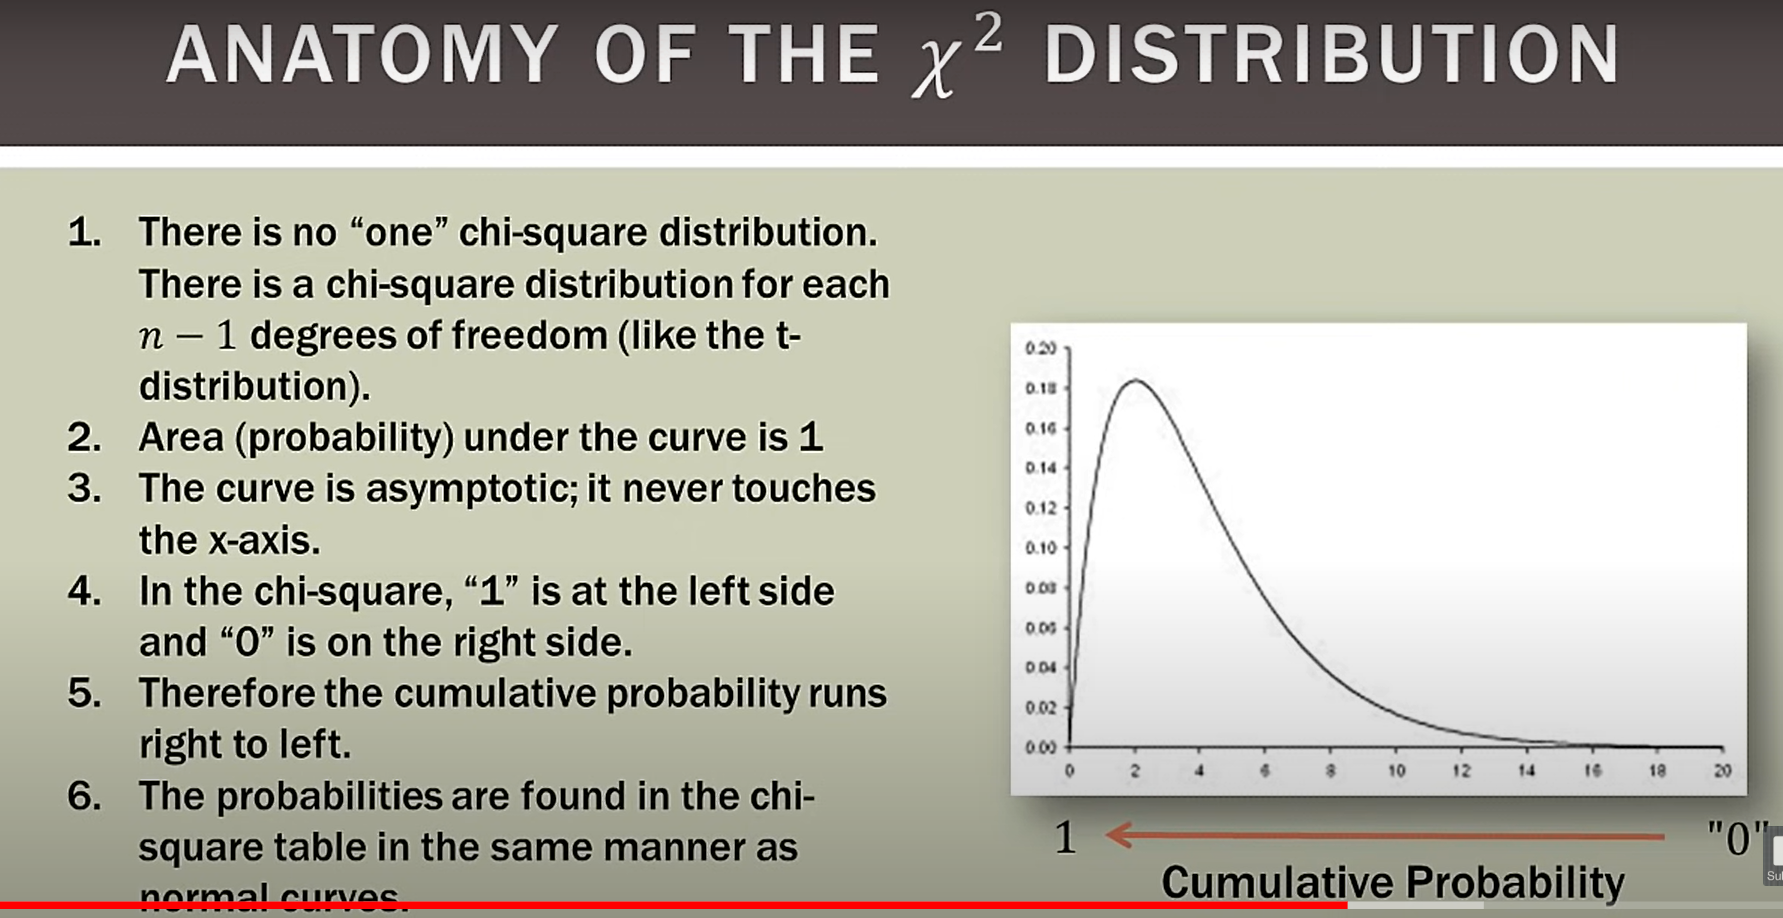 ANATOMY OF THE χ² DISTRIBUTION
1. There is no “one” chi-square distribution.
There is a chi-square distribution for each
n − 1 degrees of freedom (like the t-
distribution).
2. Area (probability) under the curve is 1
3. The curve is asymptotic; it never touches
the x-axis.
4. In the chi-square, “1” is at the left side
and “0” is on the right side.
5. Therefore the cumulative probability runs
right to left.
6. The probabilities are found in the chi-
square table in the same manner as
normal curves.
0.20
0.18
0.16
0.14
0.12
0.10
0.08
0.06
0.04
0.02
0.00
0 2 4 6 8 10 12 14 16 18 20
1 "0"
Cumulative Probability